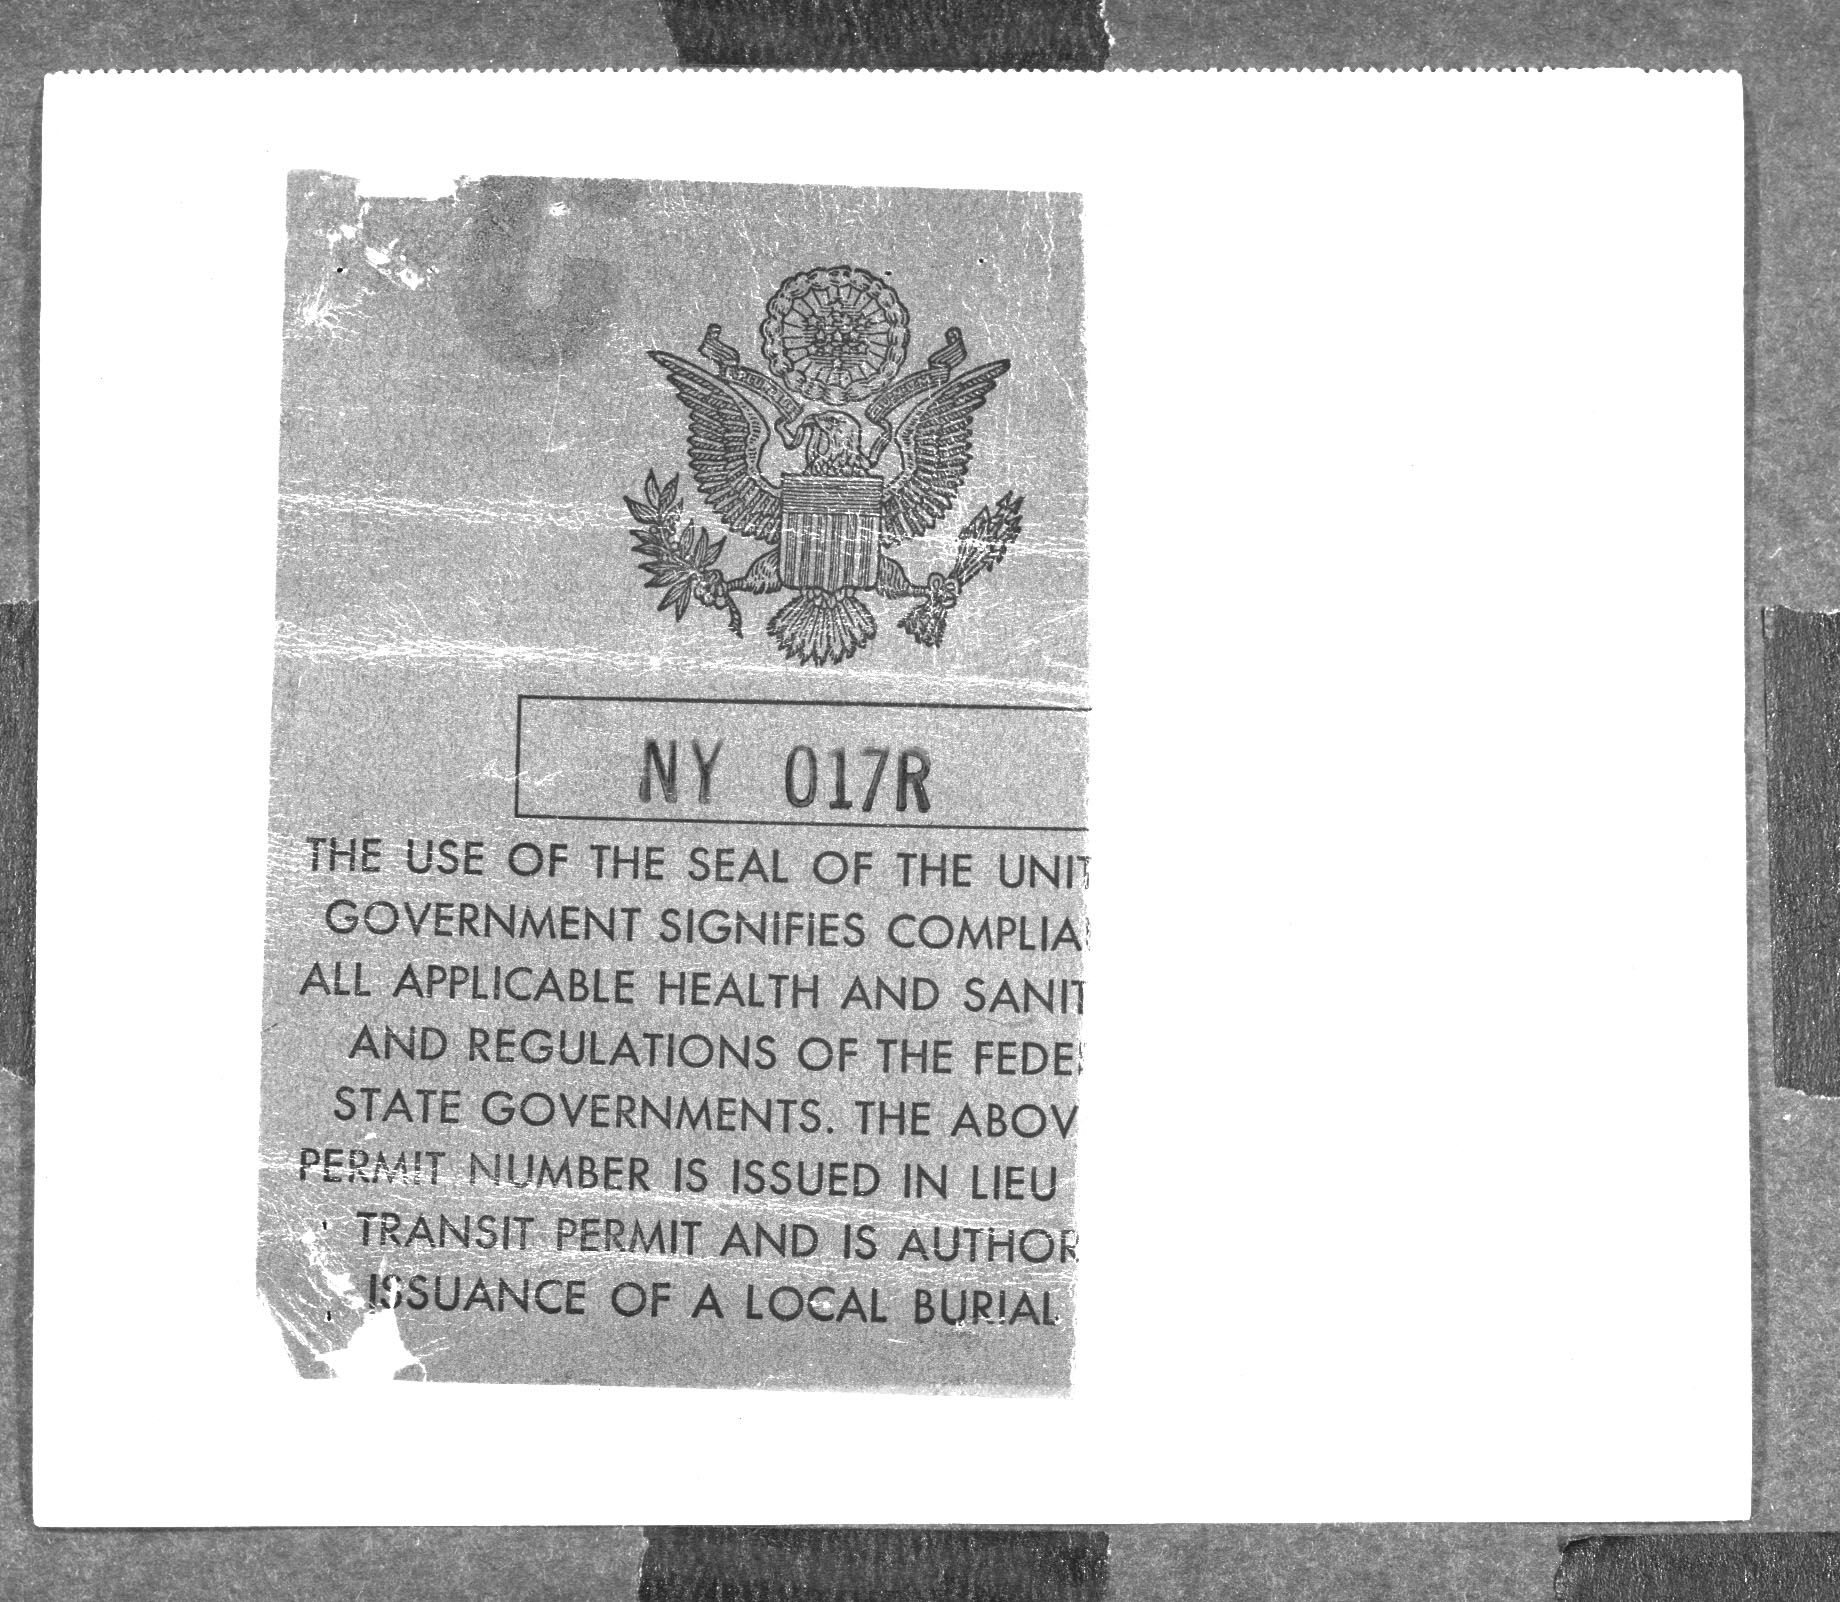 NY 017R
THE USE OF THE SEAL OF THE UNIT
GOVERNMENT SIGNIFIES COMPLIA
ALL APPLICABLE HEALTH AND SANIT
AND REGULATIONS OF THE FEDE
STATE GOVERNMENTS. THE ABOV
PERMIT NUMBER IS ISSUED IN LIEU
TRANSIT PERMIT AND IS AUTHOR
ISSUANCE OF A LOCAL BURIAL